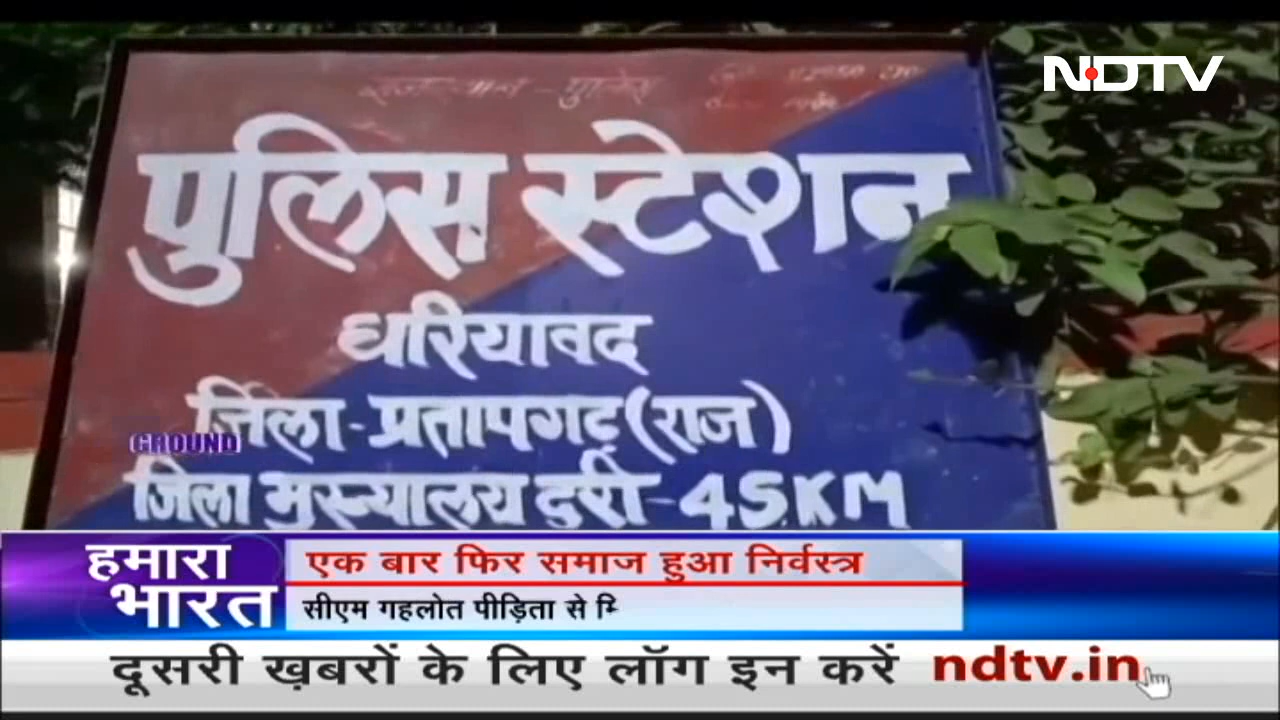 NDTV
राजस्थान - पुलिस
पुलिस स्टेशन
धरियावद
जिला-प्रतापगढ़ (राज)
GROUND
जिला मुख्यालय दूरी-45KM
हमारा
भारत
एक बार फिर समाज हुआ निर्वस्त्र
सीएम गहलोत पीड़िता से
दूसरी ख़बरों के लिए लॉग इन करें ndtv.in